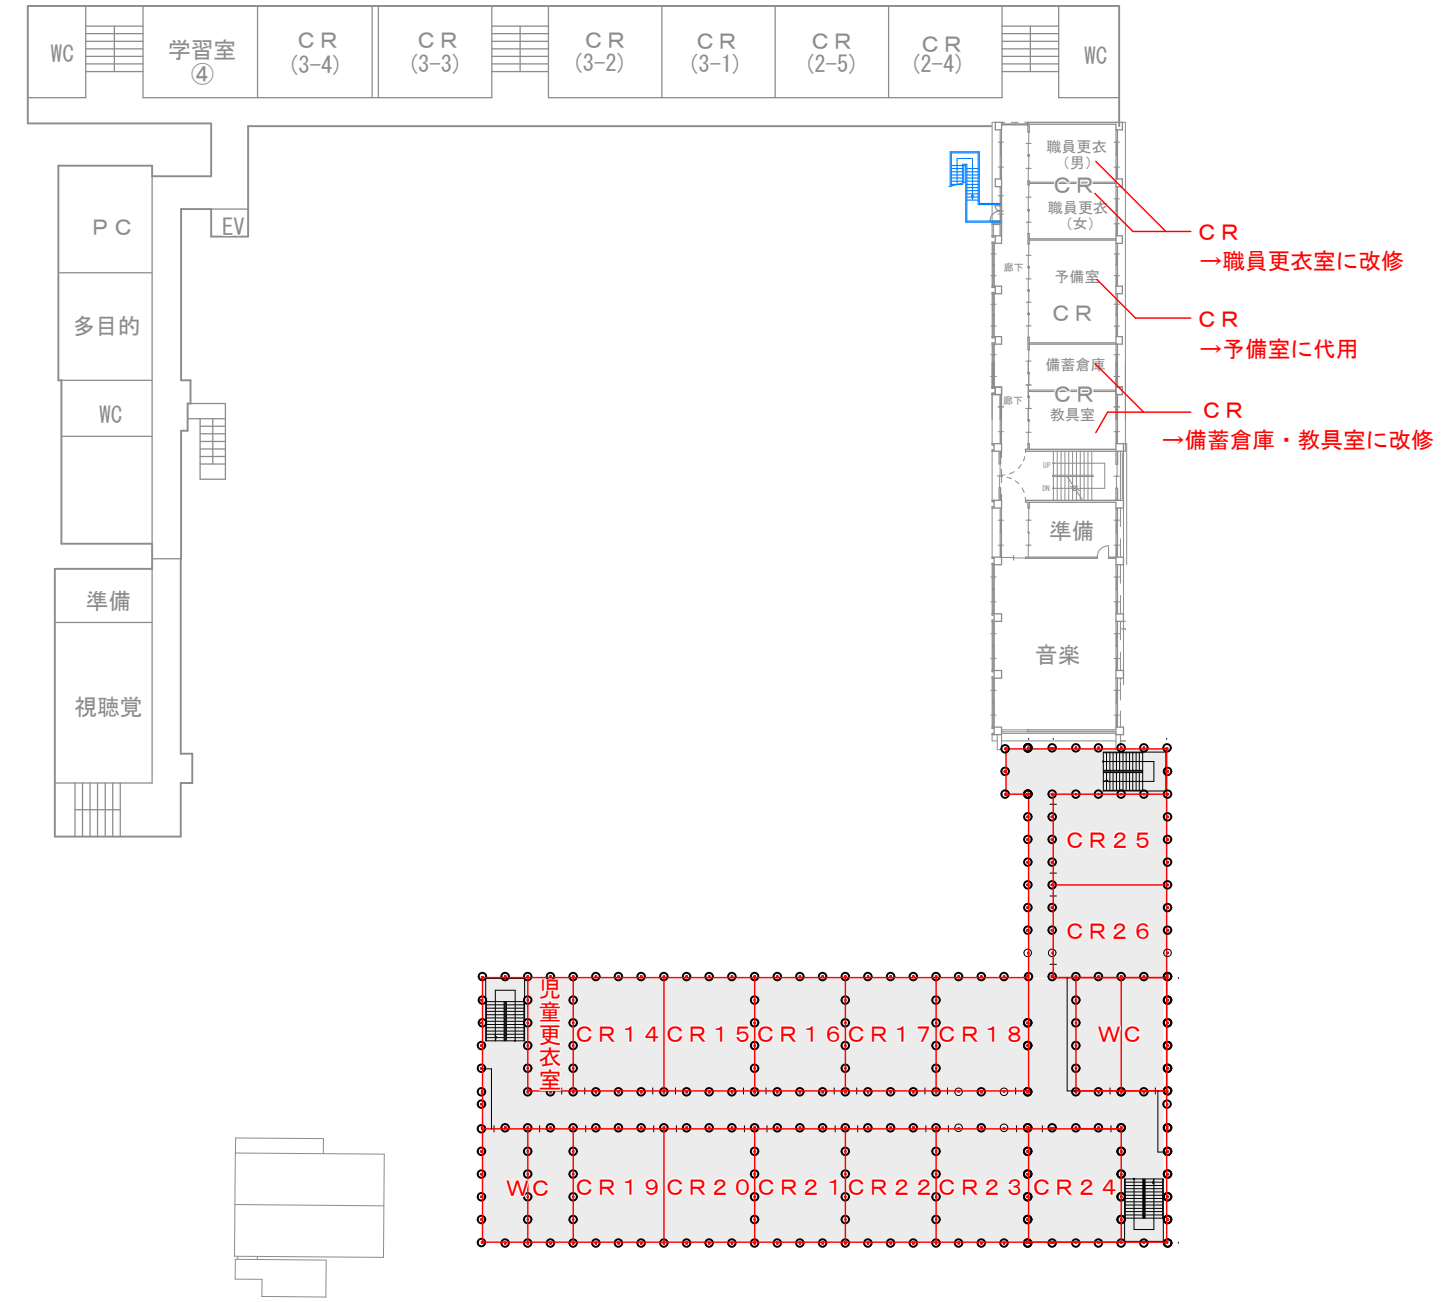 WC
学習室
④
ＣＲ
(3-4)
ＣＲ
(3-3)
ＣＲ
(3-2)
ＣＲ
(3-1)
ＣＲ
(2-5)
ＣＲ
(2-4)
WC
職員更衣
（男）
ＣＲ
職員更衣
（女）
ＣＲ
→職員更衣室に改修
ＰＣ
EV
廊下
予備室
ＣＲ
ＣＲ
→予備室に代用
多目的
備蓄倉庫
ＣＲ
廊下
教具室
ＣＲ
→備蓄倉庫・教具室に改修
WC
UP
DN
準備
準備
音楽
視聴覚
ＣＲ２５
ＣＲ２６
児童更衣室
ＣＲ１４
ＣＲ１５
ＣＲ１６
ＣＲ１７
ＣＲ１８
ＷＣ
ＷＣ
ＣＲ１９
ＣＲ２０
ＣＲ２１
ＣＲ２２
ＣＲ２３
ＣＲ２４